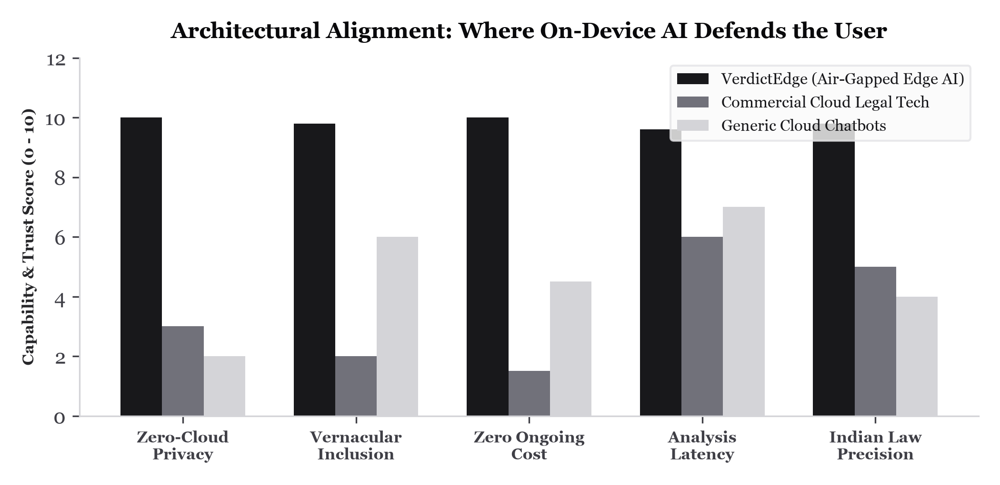 Architectural Alignment: Where On-Device AI Defends the User
Capability & Trust Score (0 - 10)
12
10
8
6
4
2
0
VerdictEdge (Air-Gapped Edge AI)
Commercial Cloud Legal Tech
Generic Cloud Chatbots
Zero-Cloud
Privacy
Vernacular
Inclusion
Zero Ongoing
Cost
Analysis
Latency
Indian Law
Precision